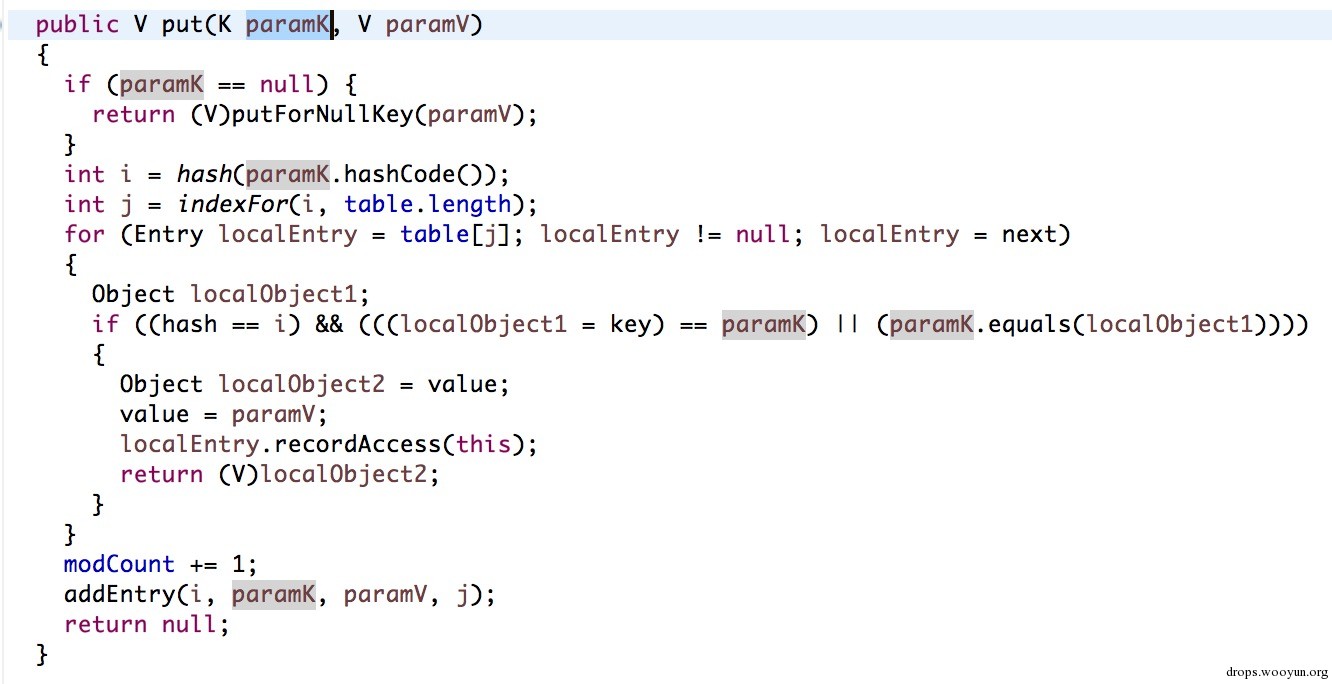 public V put(K paramK, V paramV)
{
if (paramK == null) {
return (V)putForNullKey(paramV);
}
int i = hash(paramK.hashCode());
int j = indexFor(i, table.length);
for (Entry localEntry = table[j]; localEntry != null; localEntry = next)
{
Object localObject1;
if ((hash == i) && (((localObject1 = key) == paramK) || (paramK.equals(localObject1))))
{
Object localObject2 = value;
value = paramV;
localEntry.recordAccess(this);
return (V)localObject2;
}
}
modCount += 1;
addEntry(i, paramK, paramV, j);
return null;
}
drops.wooyun.org